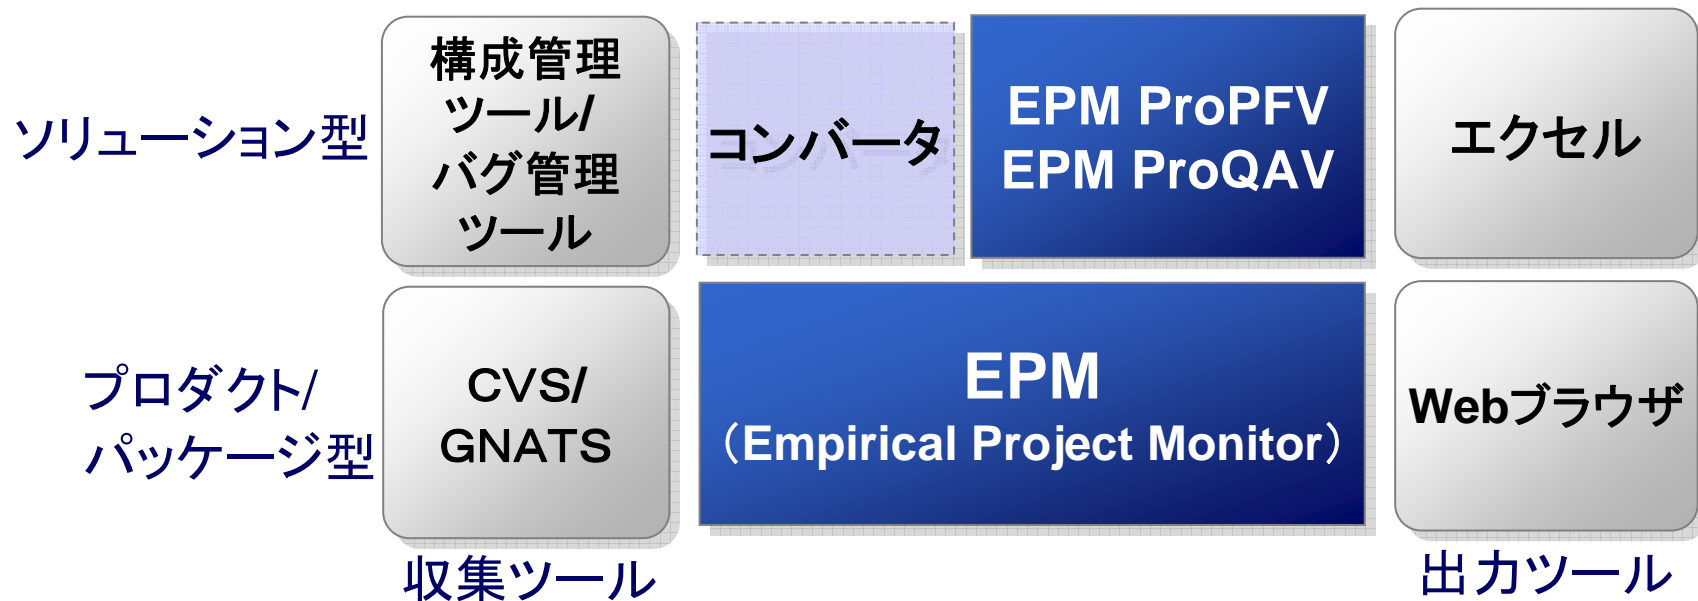 ソリューション型
構成管理
ツール/
バグ管理
ツール
コンバータ
EPM ProPFV
EPM ProQAV
エクセル
プロダクト/
パッケージ型
CVS/
GNATS
EPM
（Empirical Project Monitor）
Webブラウザ
収集ツール
出力ツール